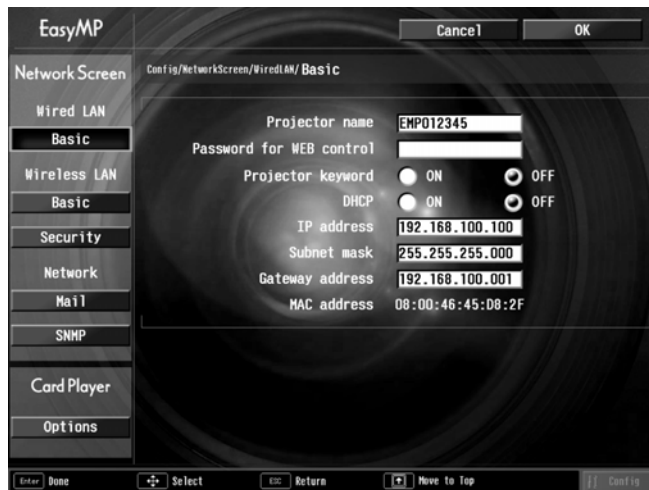 EasyMP
Cancel
OK
Network Screen
Config/NetworkScreen/WiredLAN/Basic
Wired LAN
Basic
Wireless LAN
Basic
Security
Network
Mail
SNMP
Card Player
Options
Projector name EMP012345
Password for WEB control
Projector keyword ON OFF
DHCP ON OFF
IP address 192.168.100.100
Subnet mask 255.255.255.000
Gateway address 192.168.100.001
MAC address 08:00:46:45:D8:2F
Enter Done Select ESC Return Move to Top Config